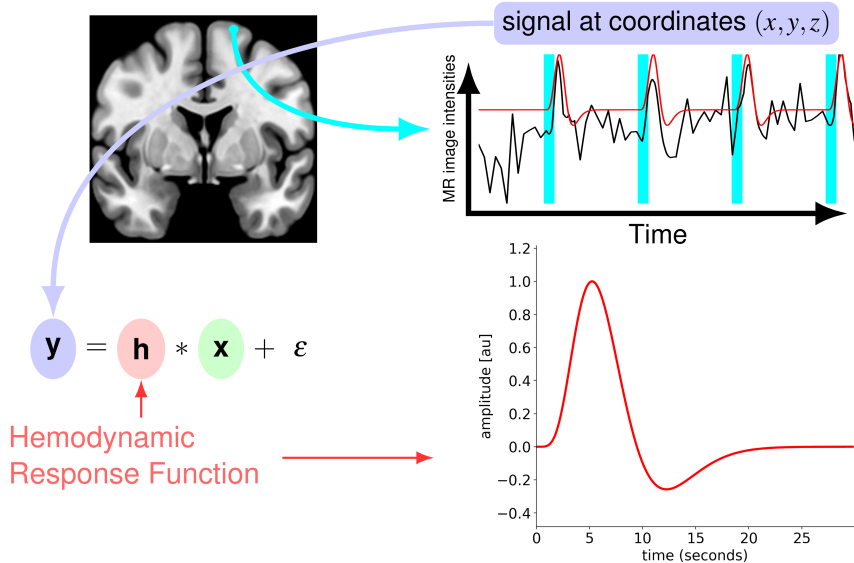 signal at coordinates (x, y, z)
MR image intensities
Time
y = h * x + ε
Hemodynamic
Response Function
amplitude [au]
1.2
1.0
0.8
0.6
0.4
0.2
0.0
−0.2
−0.4
0 5 10 15 20 25
time (seconds)